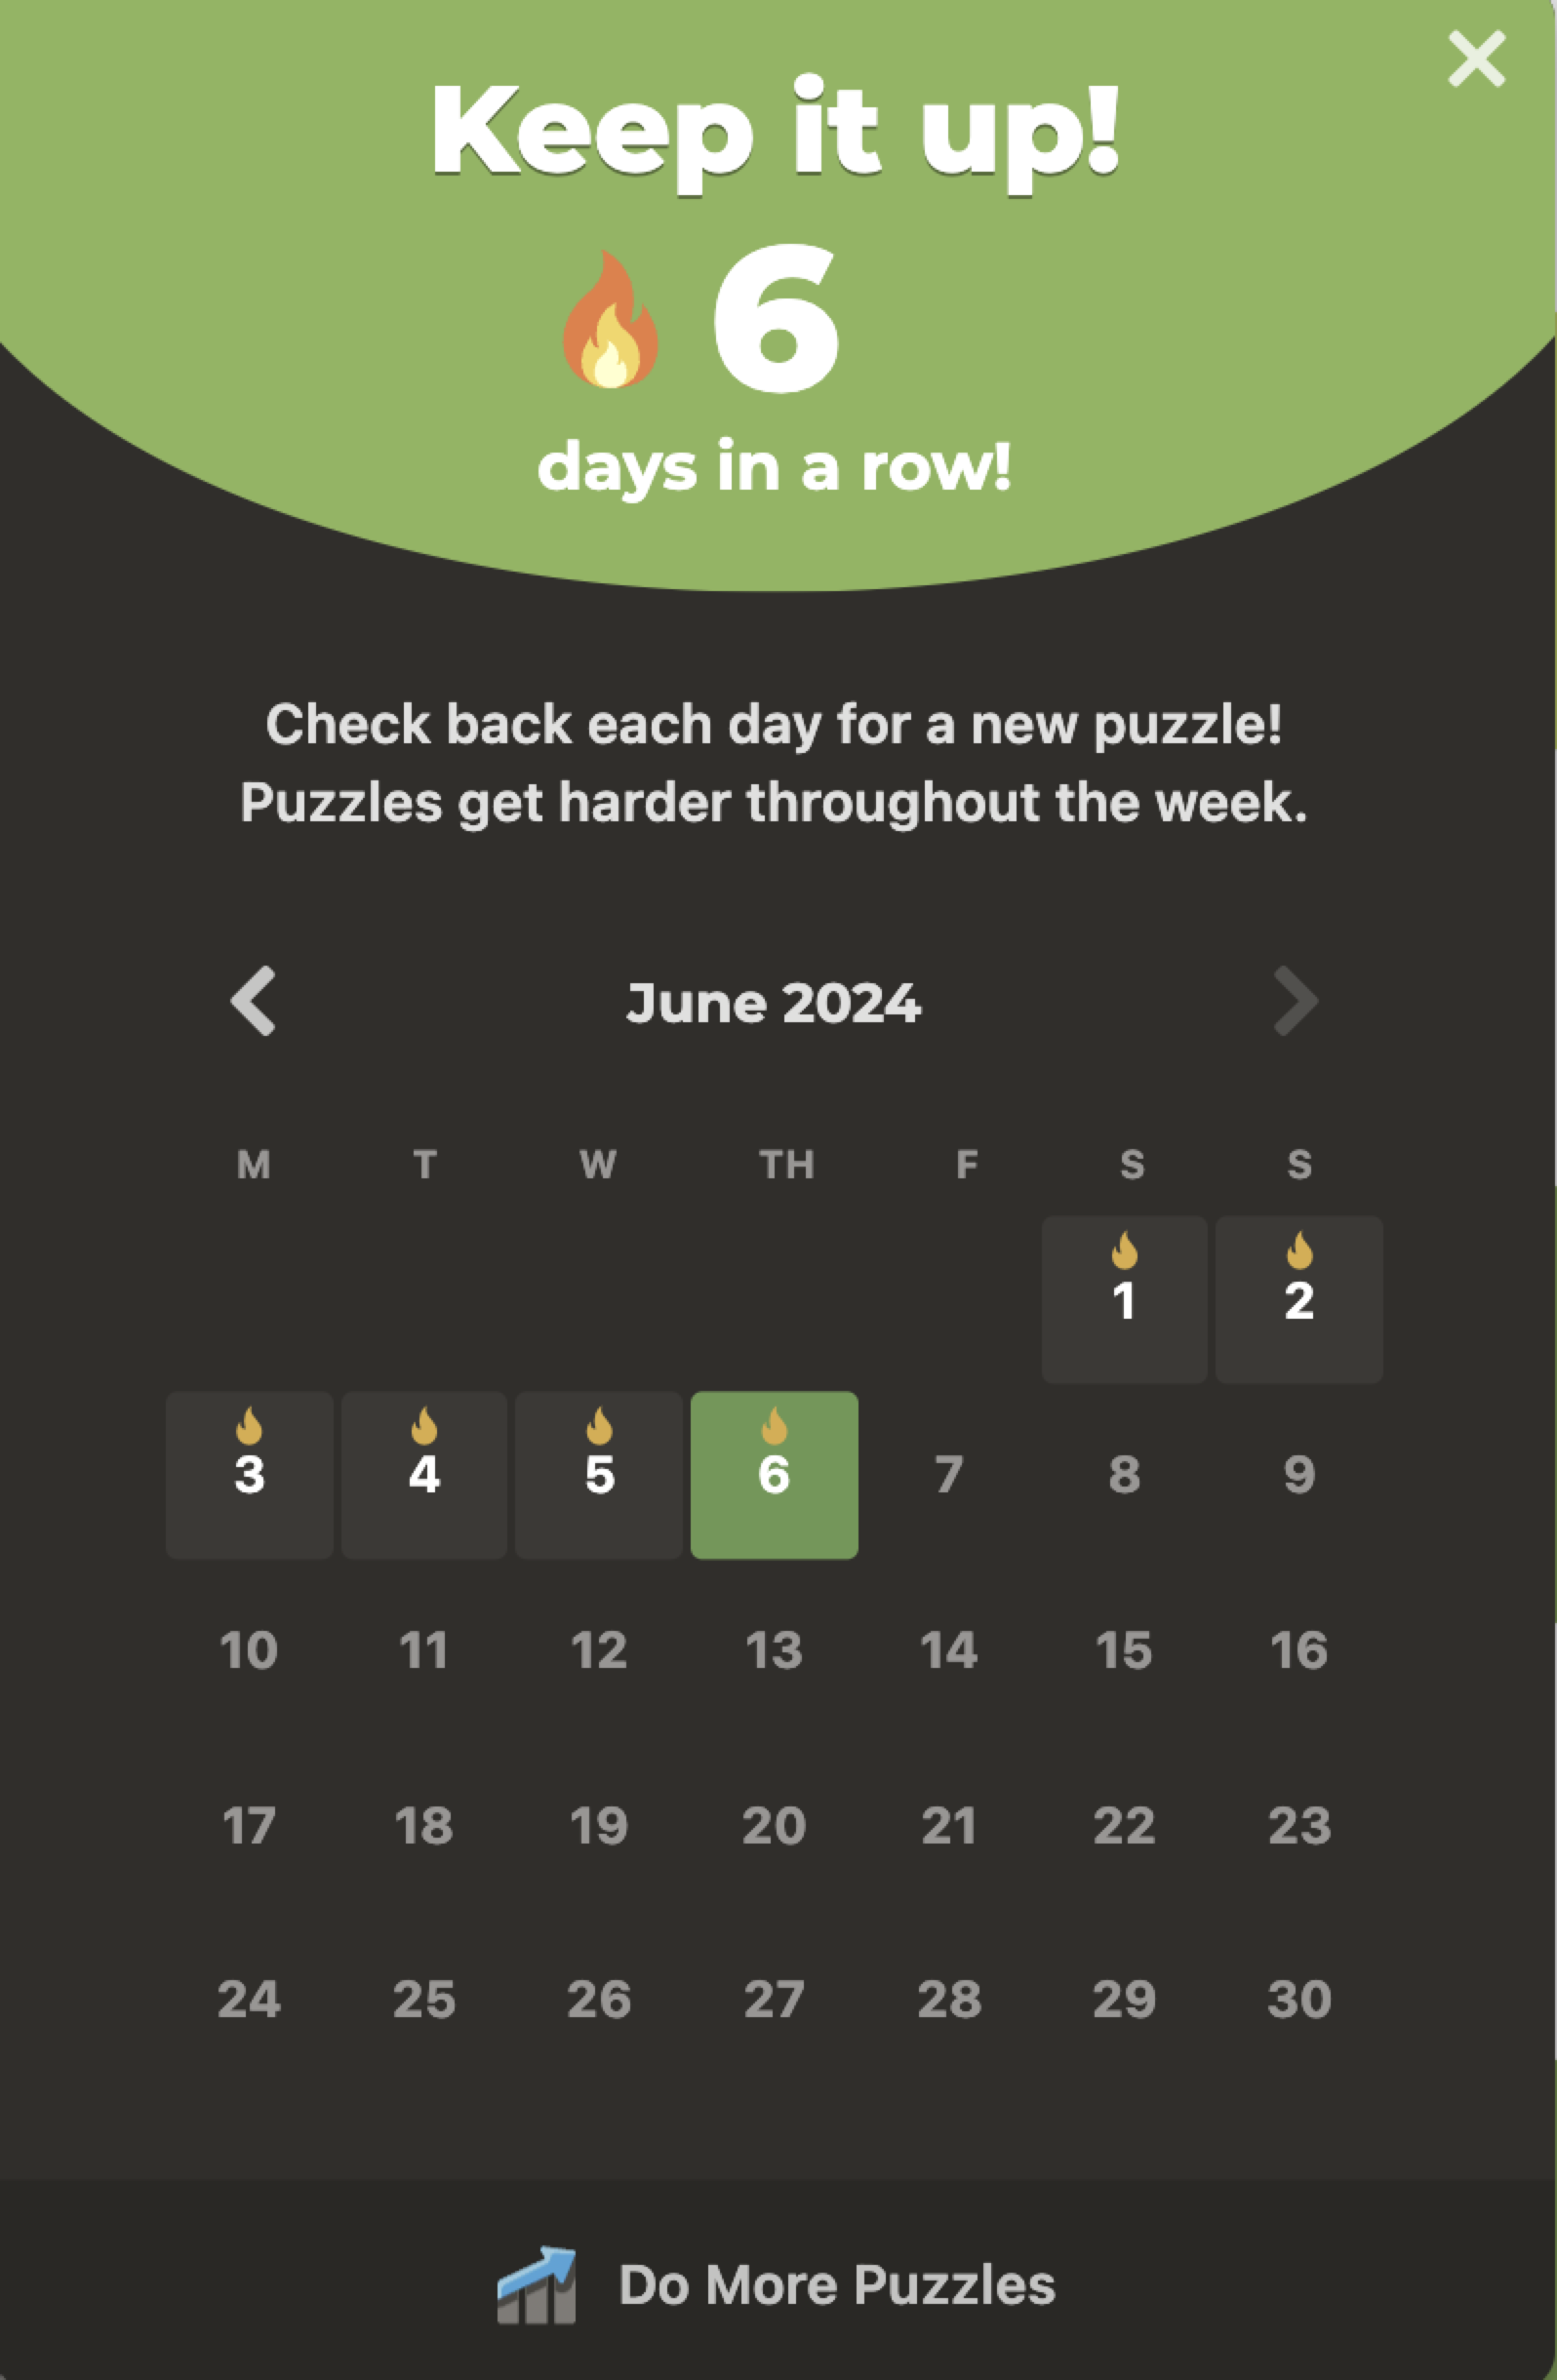 Keep it up!
6
days in a row!
Check back each day for a new puzzle!
Puzzles get harder throughout the week.
June 2024
M T W TH F S S
1 2
3 4 5 6 7 8 9
10 11 12 13 14 15 16
17 18 19 20 21 22 23
24 25 26 27 28 29 30
Do More Puzzles